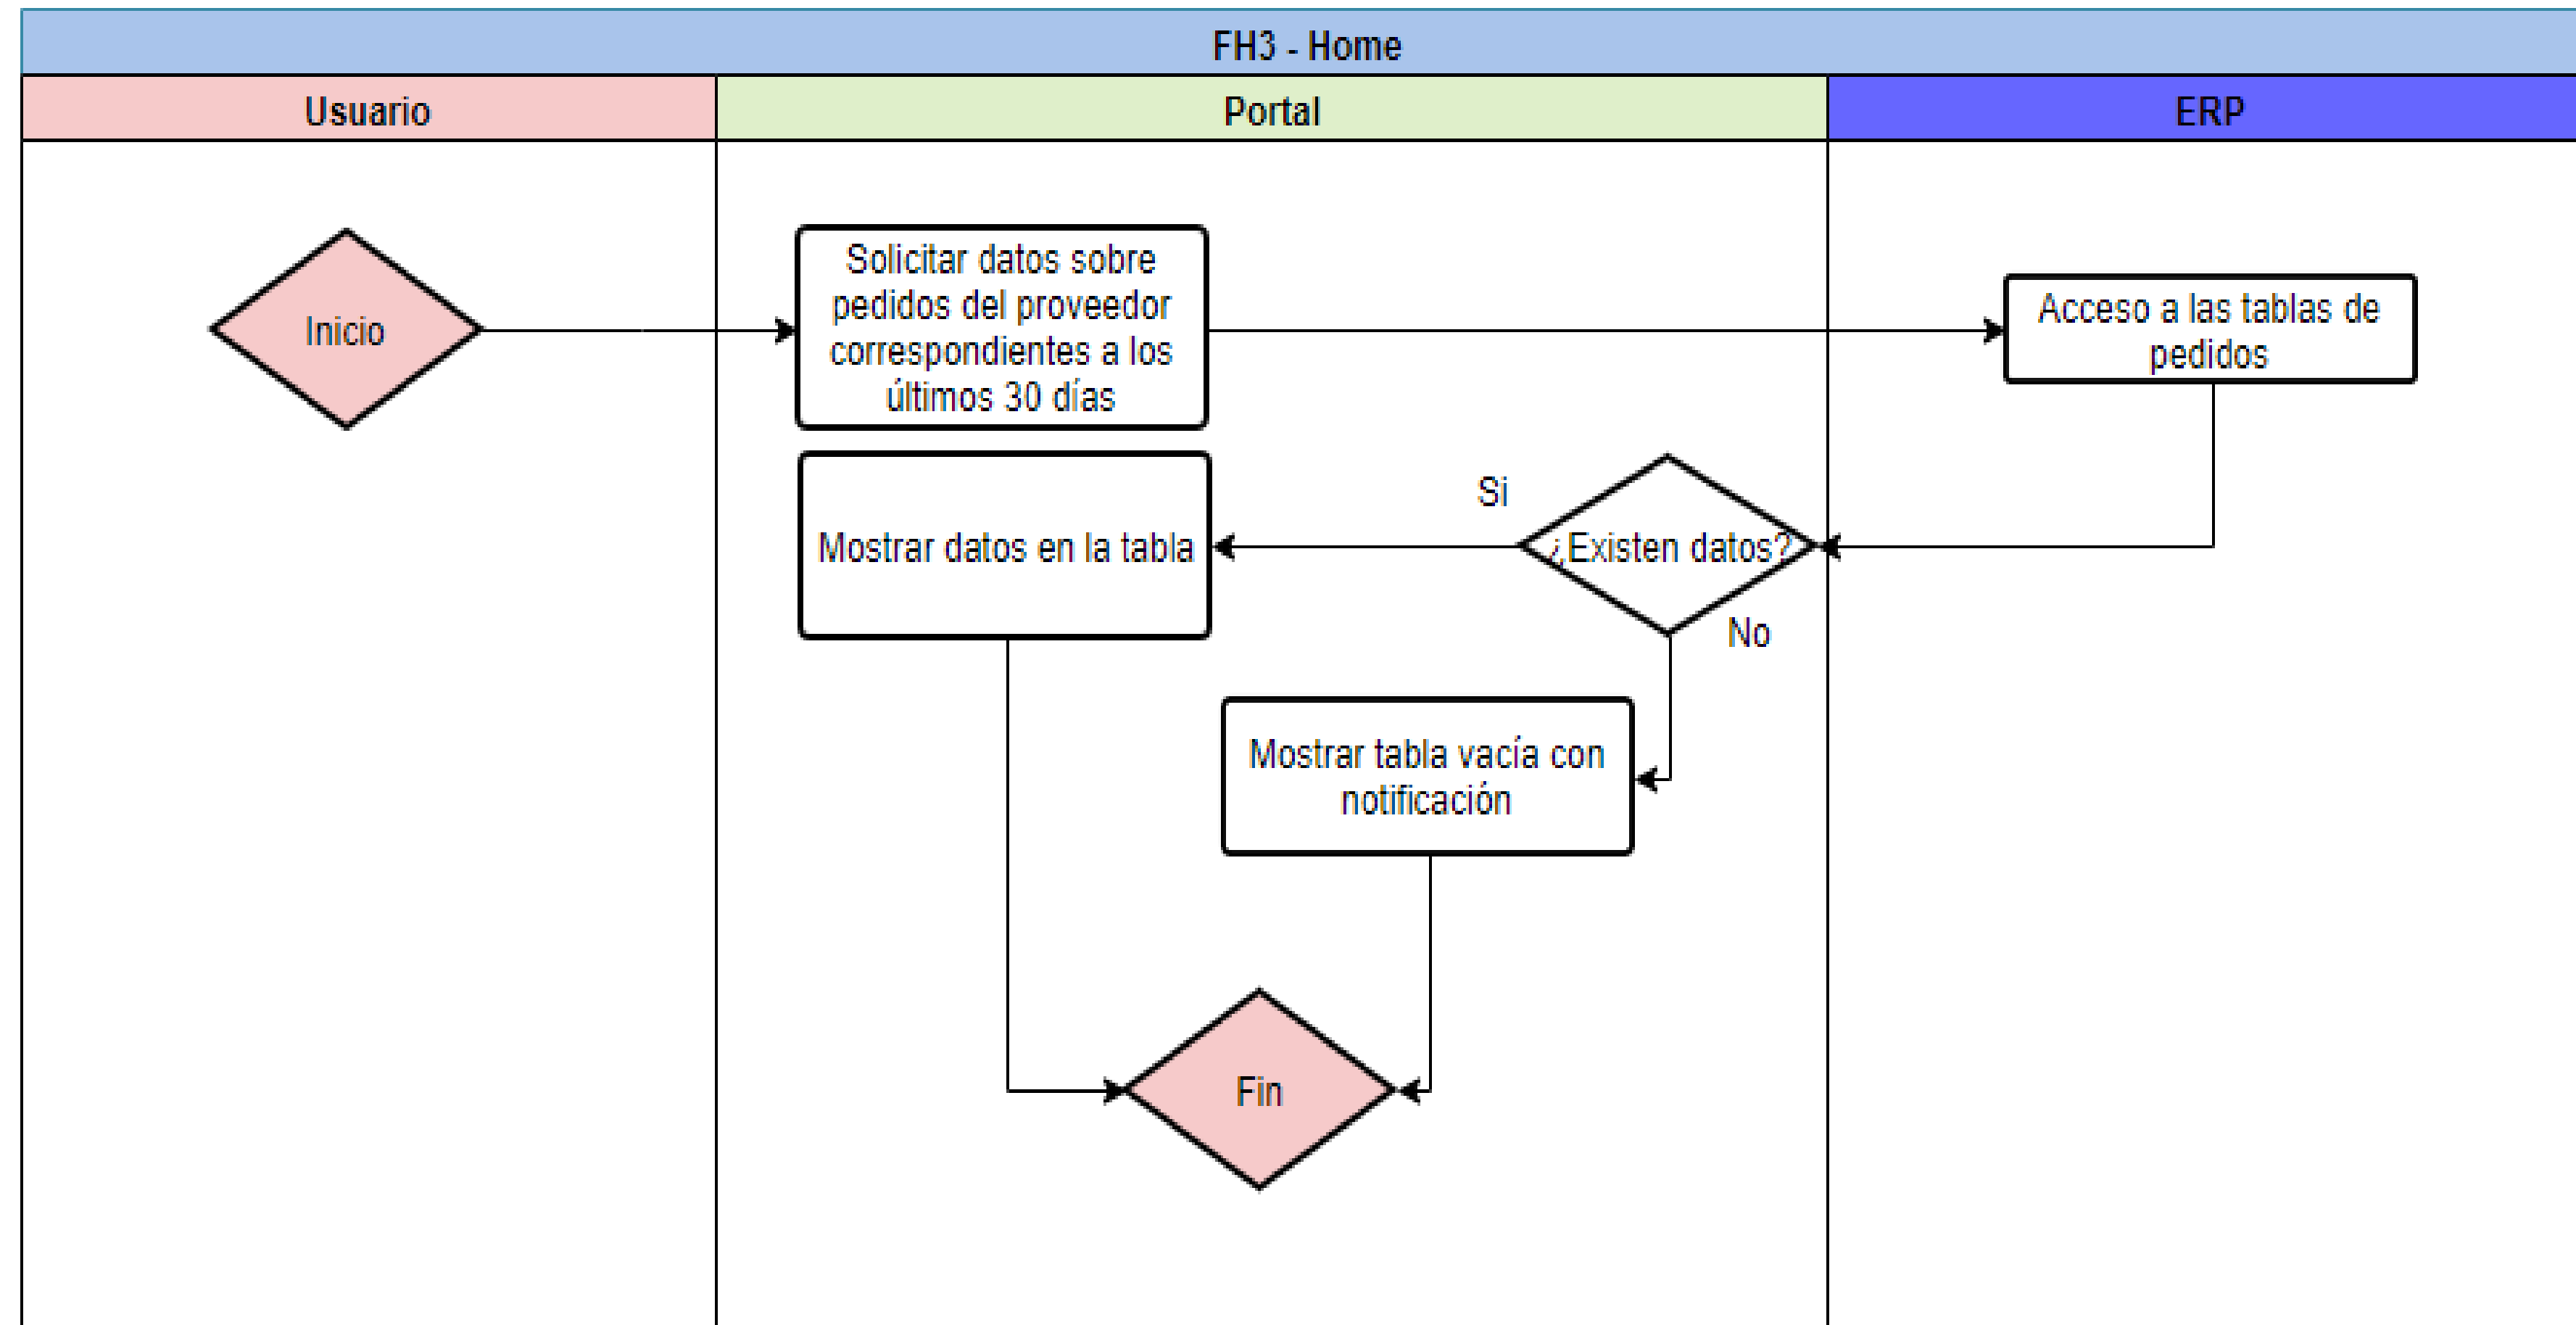 FH3 - Home
Usuario
Portal
ERP
Inicio
Solicitar datos sobre
pedidos del proveedor
correspondientes a los
últimos 30 días
Acceso a las tablas de
pedidos
Mostrar datos en la tabla
Si
¿Existen datos?
No
Mostrar tabla vacía con
notificación
Fin